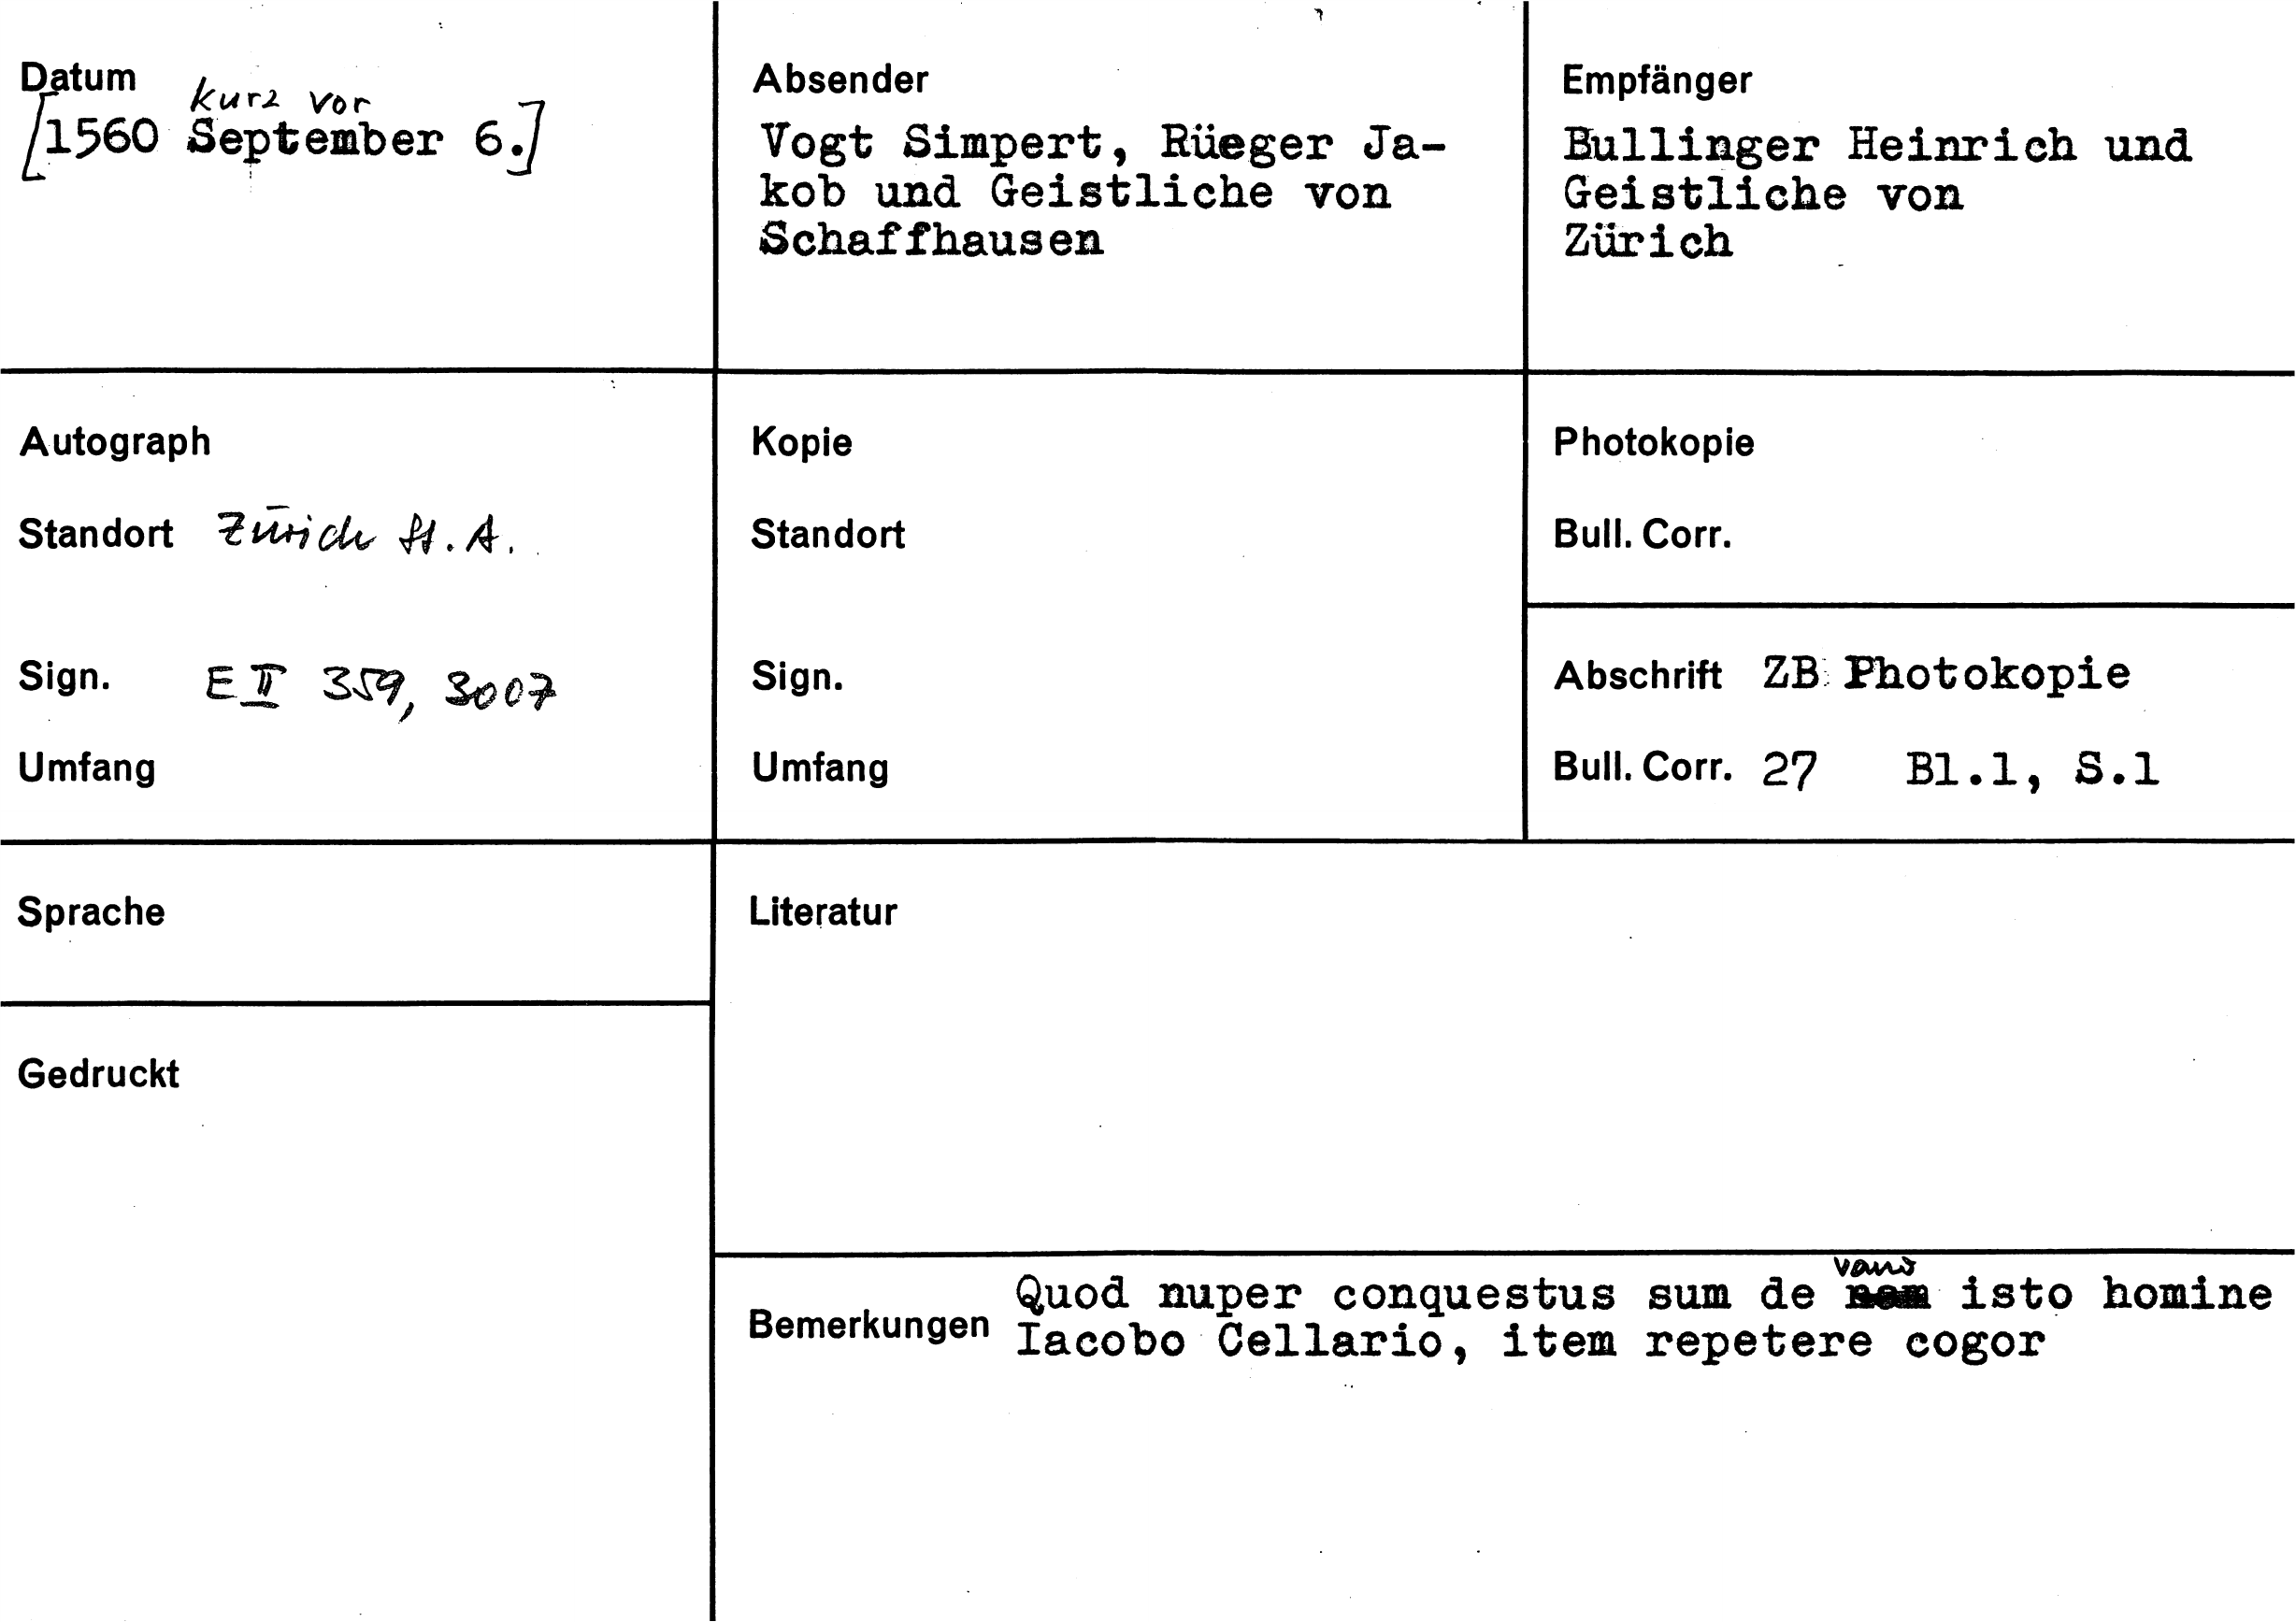 Datum
kurz vor
[1560 September 6.]
Absender
Vogt Simpert, Rüeger Ja-
kob und Geistliche von
Schaffhausen
Empfänger
Bullinger Heinrich und
Geistliche von
Zürich
Autograph
Standort Zürich St. A.
Sign. E II 359, 3007
Umfang
Kopie
Standort
Sign.
Umfang
Photokopie
Bull. Corr.
Abschrift ZB Photokopie
Bull. Corr. 27 Bl.1, S.1
Sprache
Gedruckt
Literatur
Bemerkungen
vano
Quod nuper conquestus sum de isto homine
Iacobo Cellario, item repetere cogor